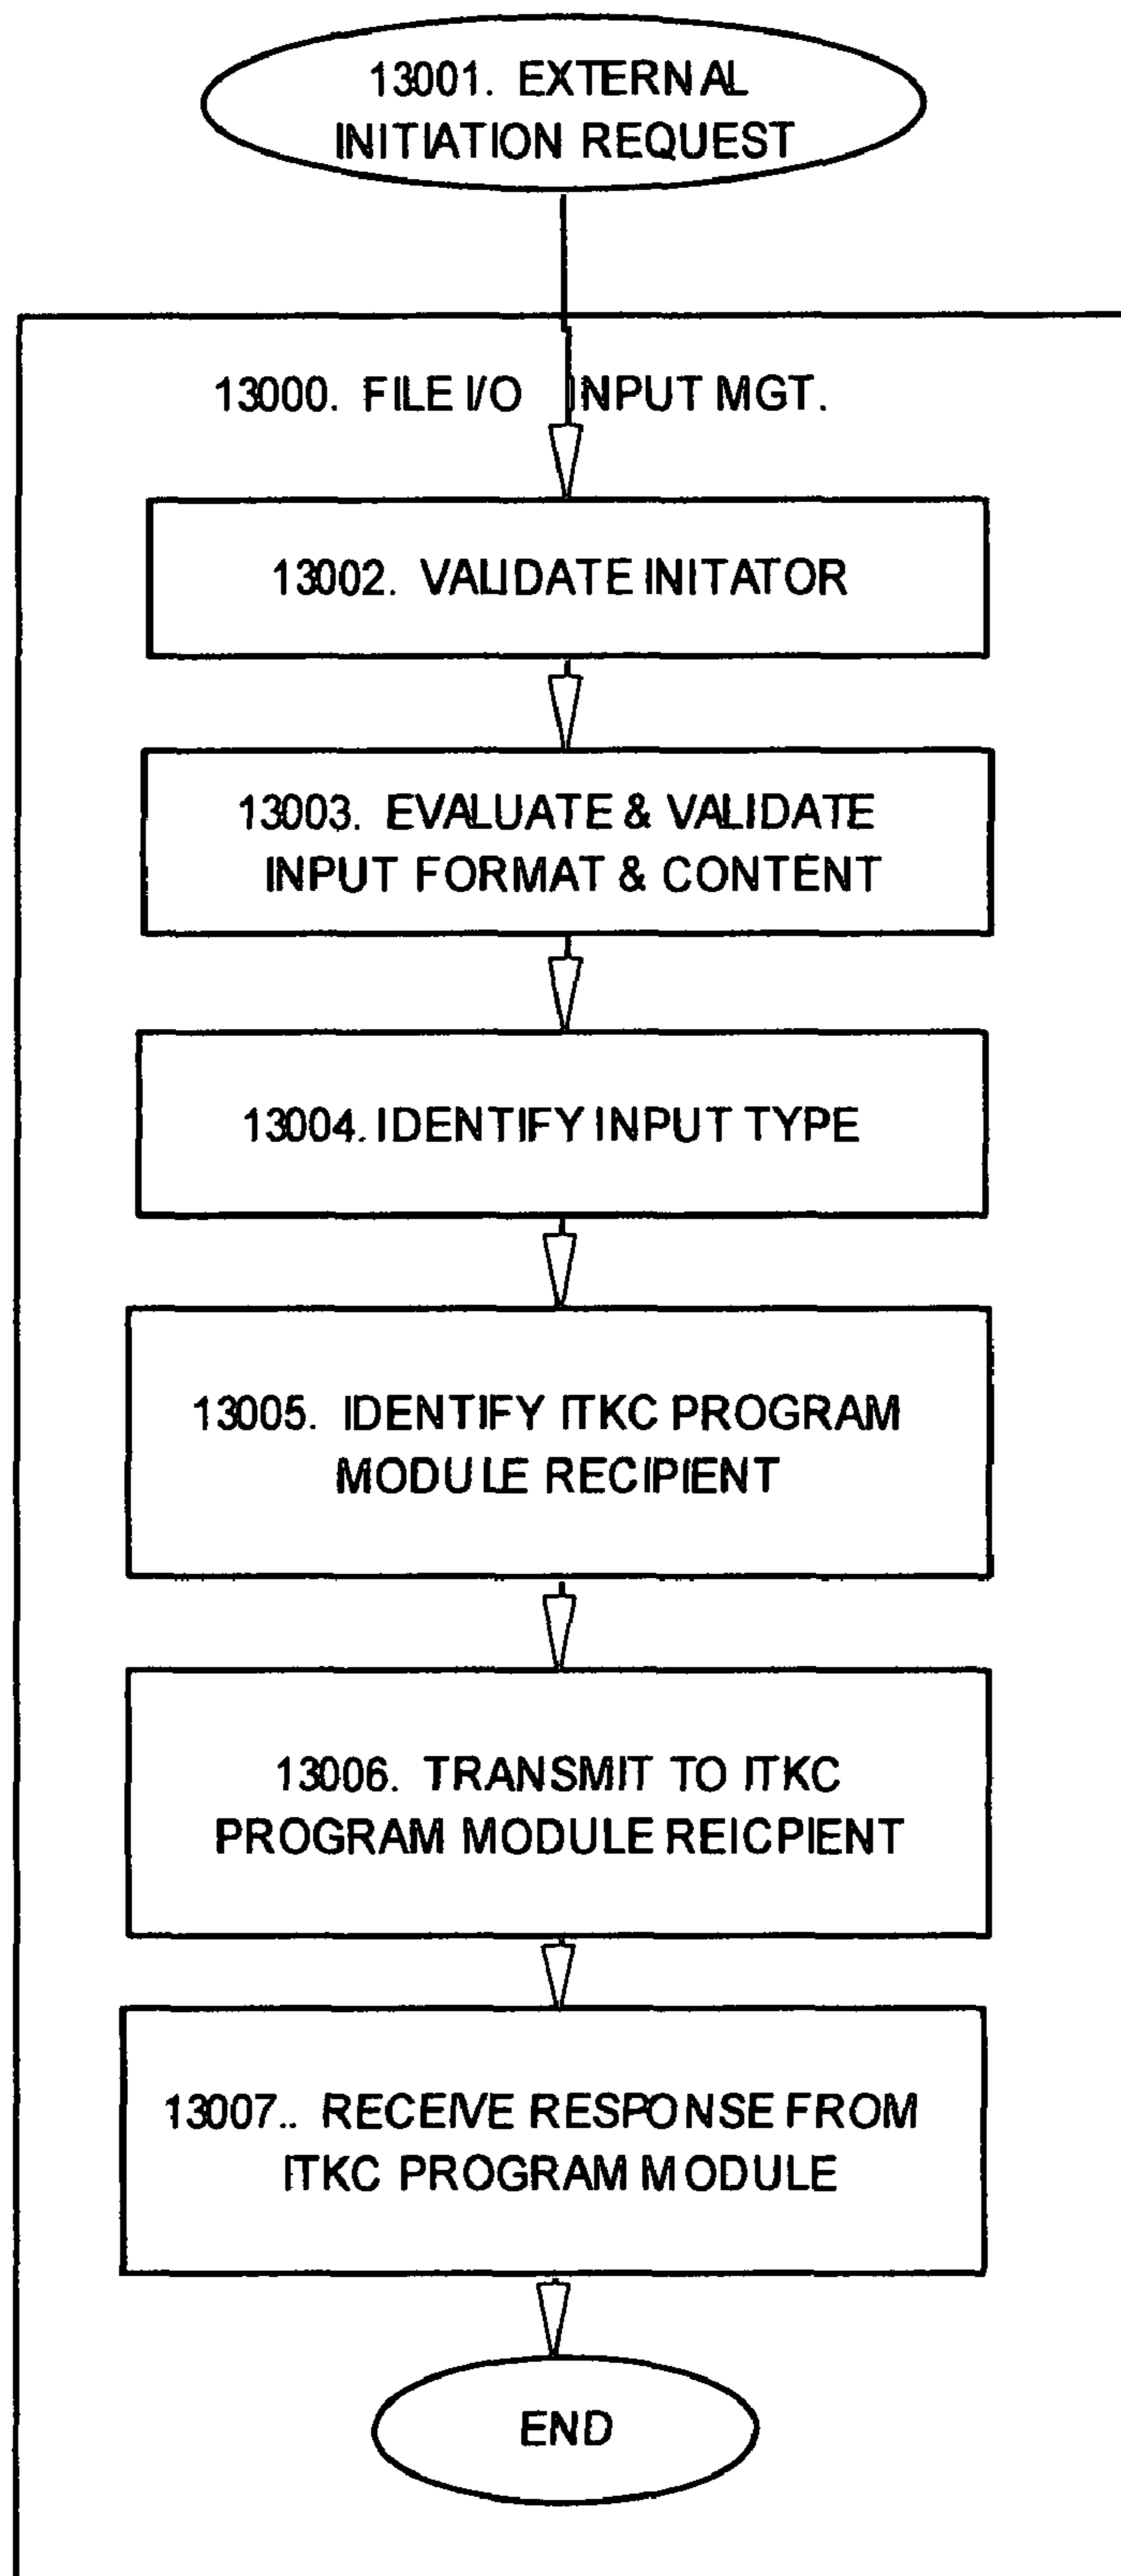 13001. EXTERNAL
INITIATION REQUEST
13000. FILE I/O INPUT MGT.
13002. VALIDATE INITATOR
13003. EVALUATE & VALIDATE
INPUT FORMAT & CONTENT
13004. IDENTIFY INPUT TYPE
13005. IDENTIFY ITKC PROGRAM
MODULE RECIPIENT
13006. TRANSMIT TO ITKC
PROGRAM MODULE REICPIENT
13007.. RECEIVE RESPONSE FROM
ITKC PROGRAM MODULE
END